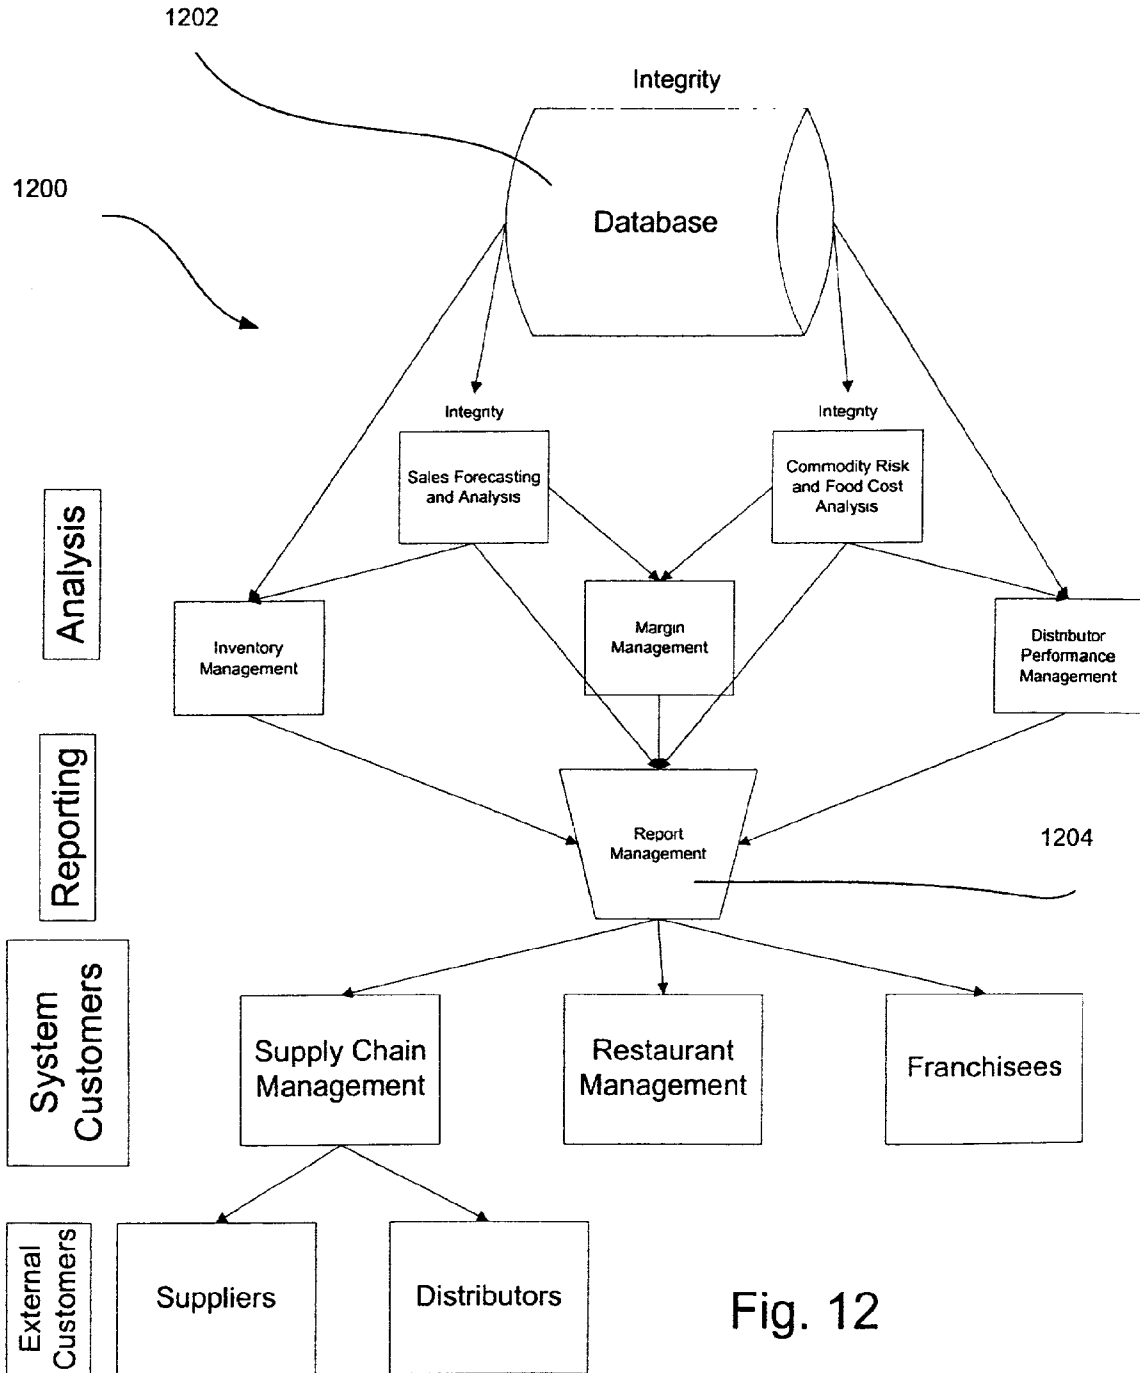 1202
Integrity
1200
Database
Integrity
Integrity
Sales Forecasting
and Analysis
Commodity Risk
and Food Cost
Analysis
Analysis
Inventory
Management
Margin
Management
Distributor
Performance
Management
Reporting
Report
Management
1204
System
Customers
Supply Chain
Management
Restaurant
Management
Franchisees
External
Customers
Suppliers
Distributors
Fig. 12